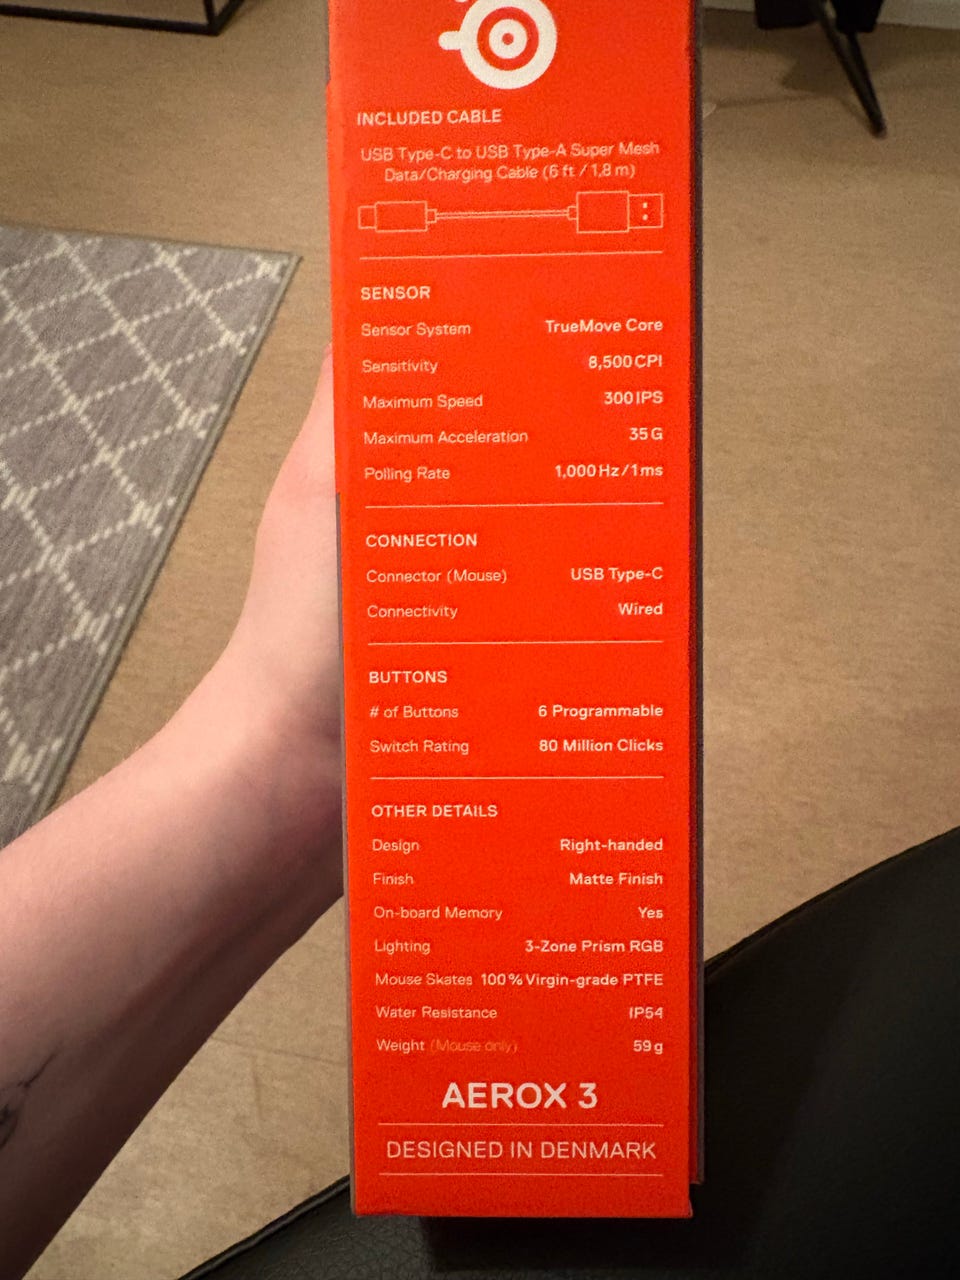 INCLUDED CABLE
USB Type-C to USB Type-A Super Mesh
Data/Charging Cable (6 ft / 1,8 m)
SENSOR
Sensor System TrueMove Core
Sensitivity 8,500 CPI
Maximum Speed 300 IPS
Maximum Acceleration 35 G
Polling Rate 1,000 Hz / 1 ms
CONNECTION
Connector (Mouse) USB Type-C
Connectivity Wired
BUTTONS
# of Buttons 6 Programmable
Switch Rating 80 Million Clicks
OTHER DETAILS
Design Right-handed
Finish Matte Finish
On-board Memory Yes
Lighting 3-Zone Prism RGB
Mouse Skates 100% Virgin-grade PTFE
Water Resistance IP54
Weight (Mouse only) 59 g
AEROX 3
DESIGNED IN DENMARK